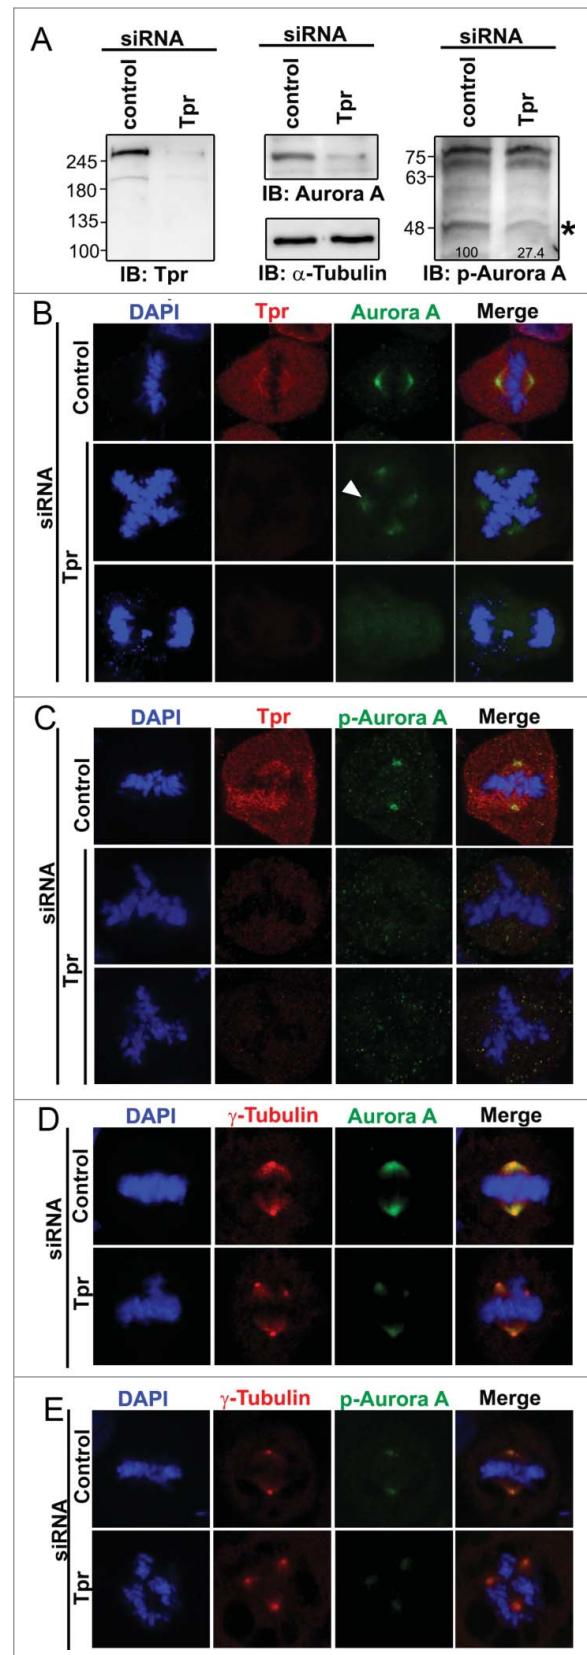 A
siRNA
control
Tpr
245
180
135
100
IB: Tpr
siRNA
control
Tpr
IB: Aurora A
IB: α-Tubulin
siRNA
control
Tpr
75
63
48
*
100
27.4
IB: p-Aurora A
B
DAPI
Tpr
Aurora A
Merge
siRNA
Control
Tpr
C
DAPI
Tpr
p-Aurora A
Merge
siRNA
Control
Tpr
D
DAPI
γ-Tubulin
Aurora A
Merge
siRNA
Control
Tpr
E
DAPI
γ-Tubulin
p-Aurora A
Merge
siRNA
Control
Tpr